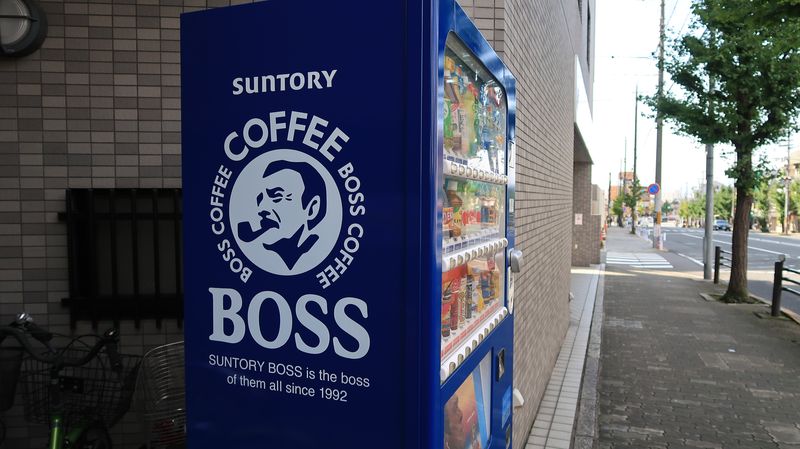 SUNTORY
COFFEE
BOSS COFFEE
BOSS COFFEE
BOSS
SUNTORY BOSS is the boss
of them all since 1992